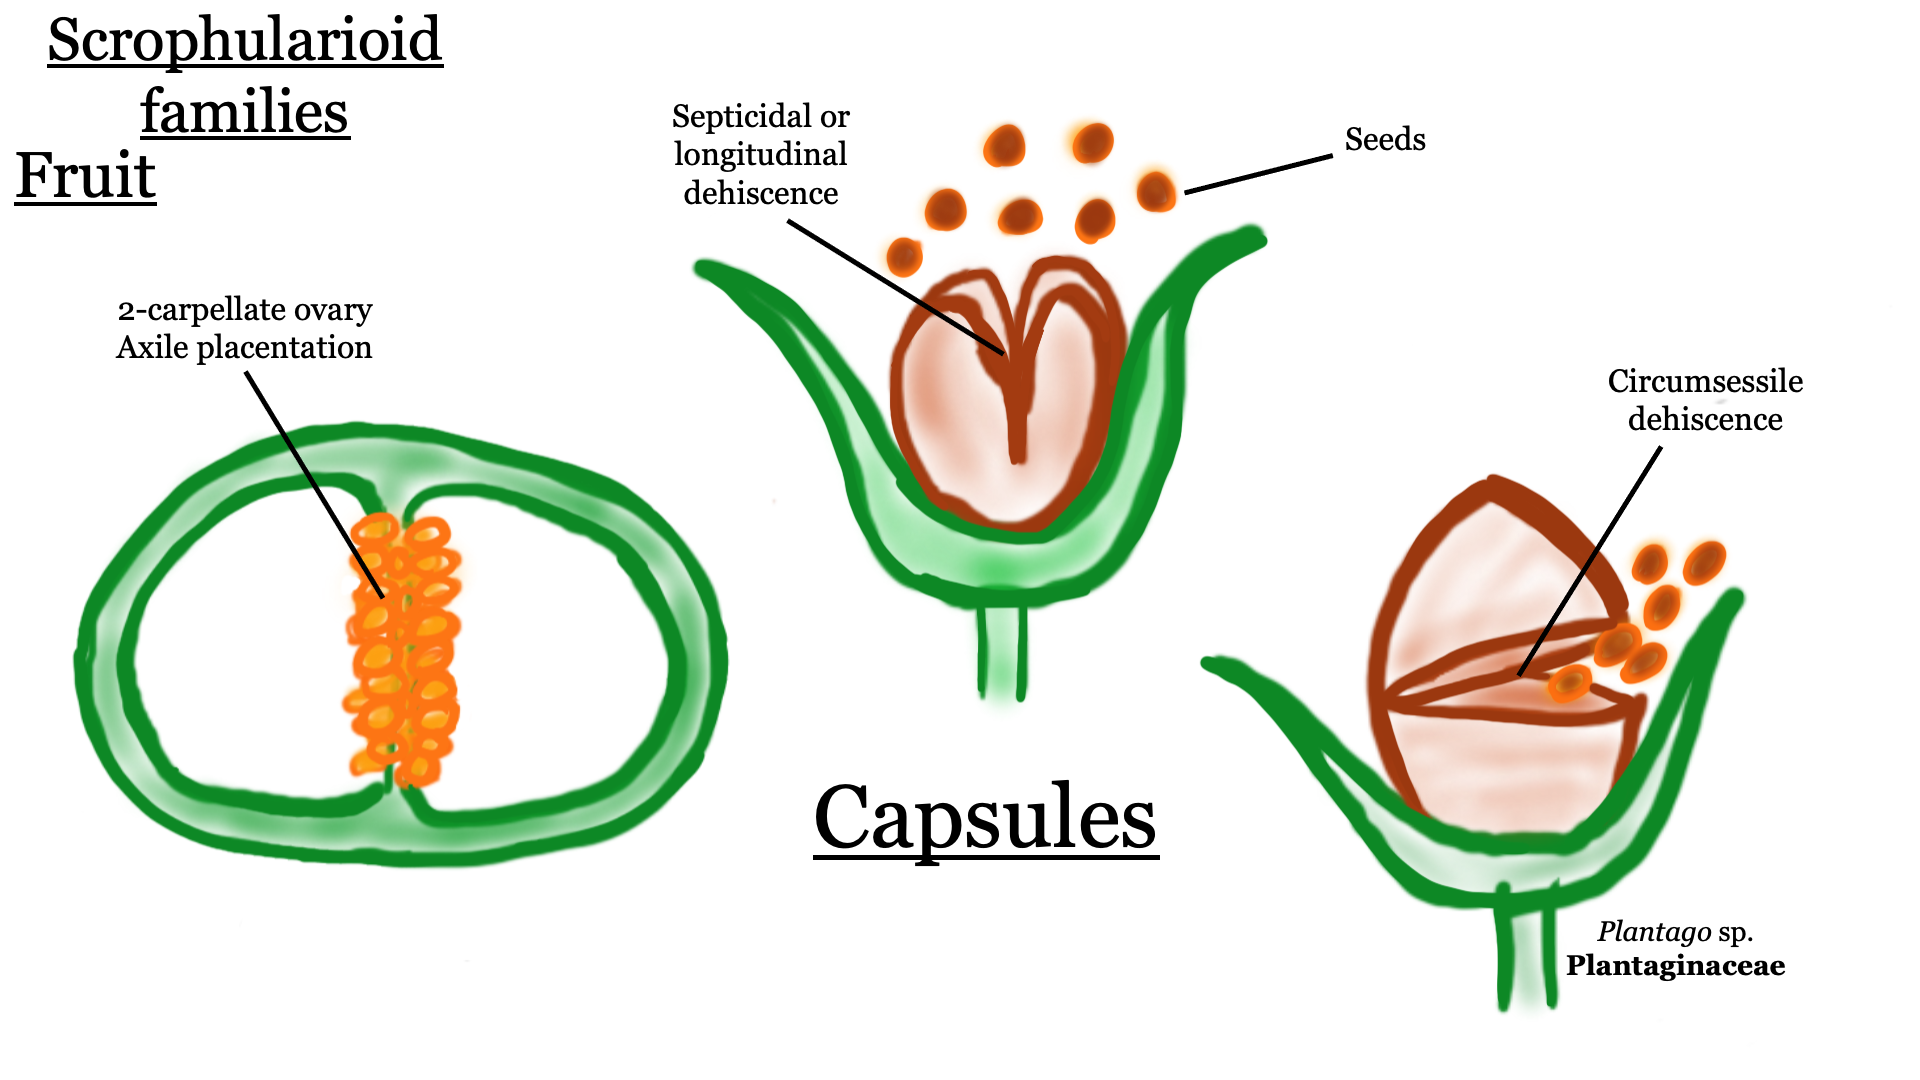 Scrophularioid
families
Fruit
Septicidal or
longitudinal
dehiscence
Seeds
2-carpellate ovary
Axile placentation
Circumsessile
dehiscence
Capsules
Plantago sp.
Plantaginaceae